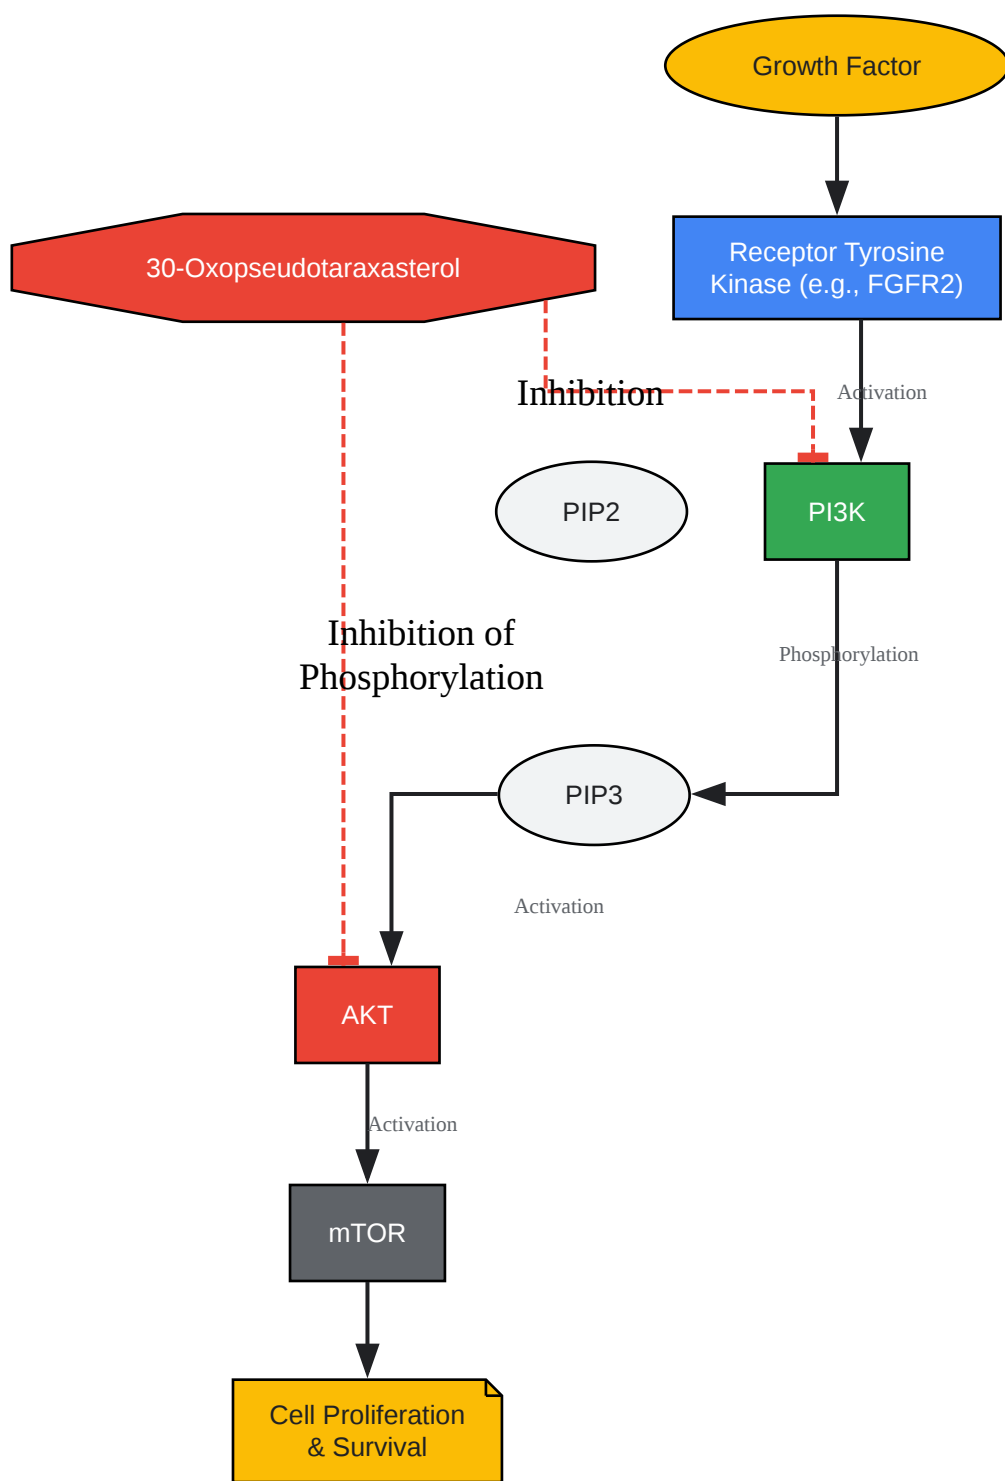 Growth Factor
30-Oxopseudotaraxasterol
Receptor Tyrosine
Kinase (e.g., FGFR2)
Inhibition
Activation
PIP2
PI3K
Inhibition of
Phosphorylation
Phosphorylation
PIP3
Activation
AKT
Activation
mTOR
Cell Proliferation
& Survival